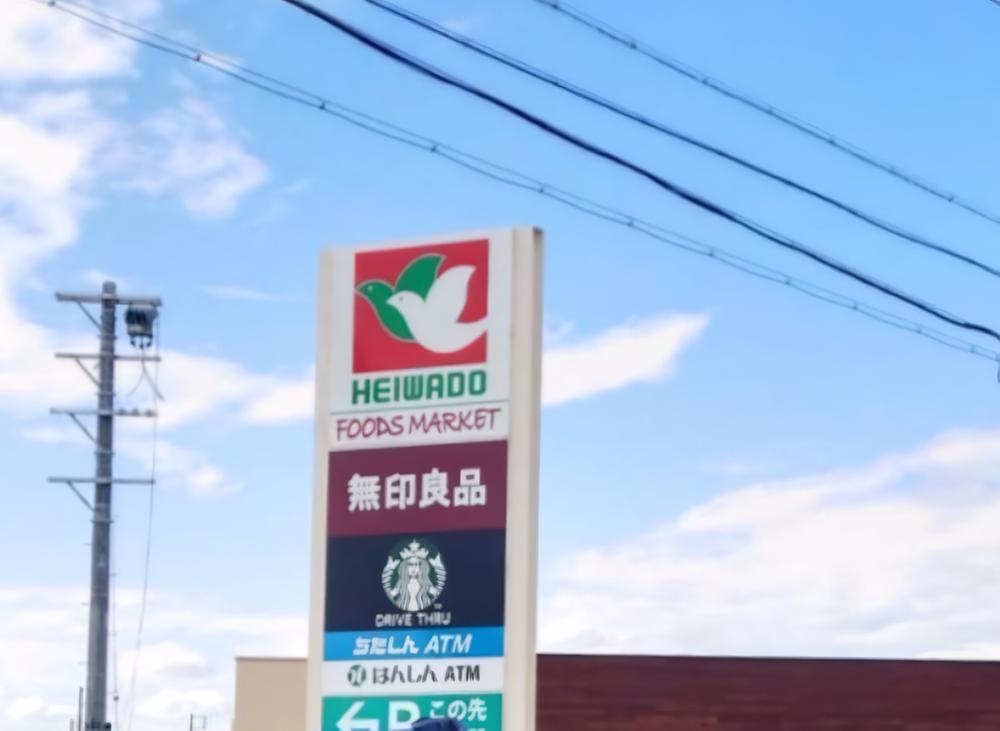 HEIWADO
FOODS MARKET
無印良品
DRIVE THRU
ちたしん ATM
はんしん ATM
←P この先